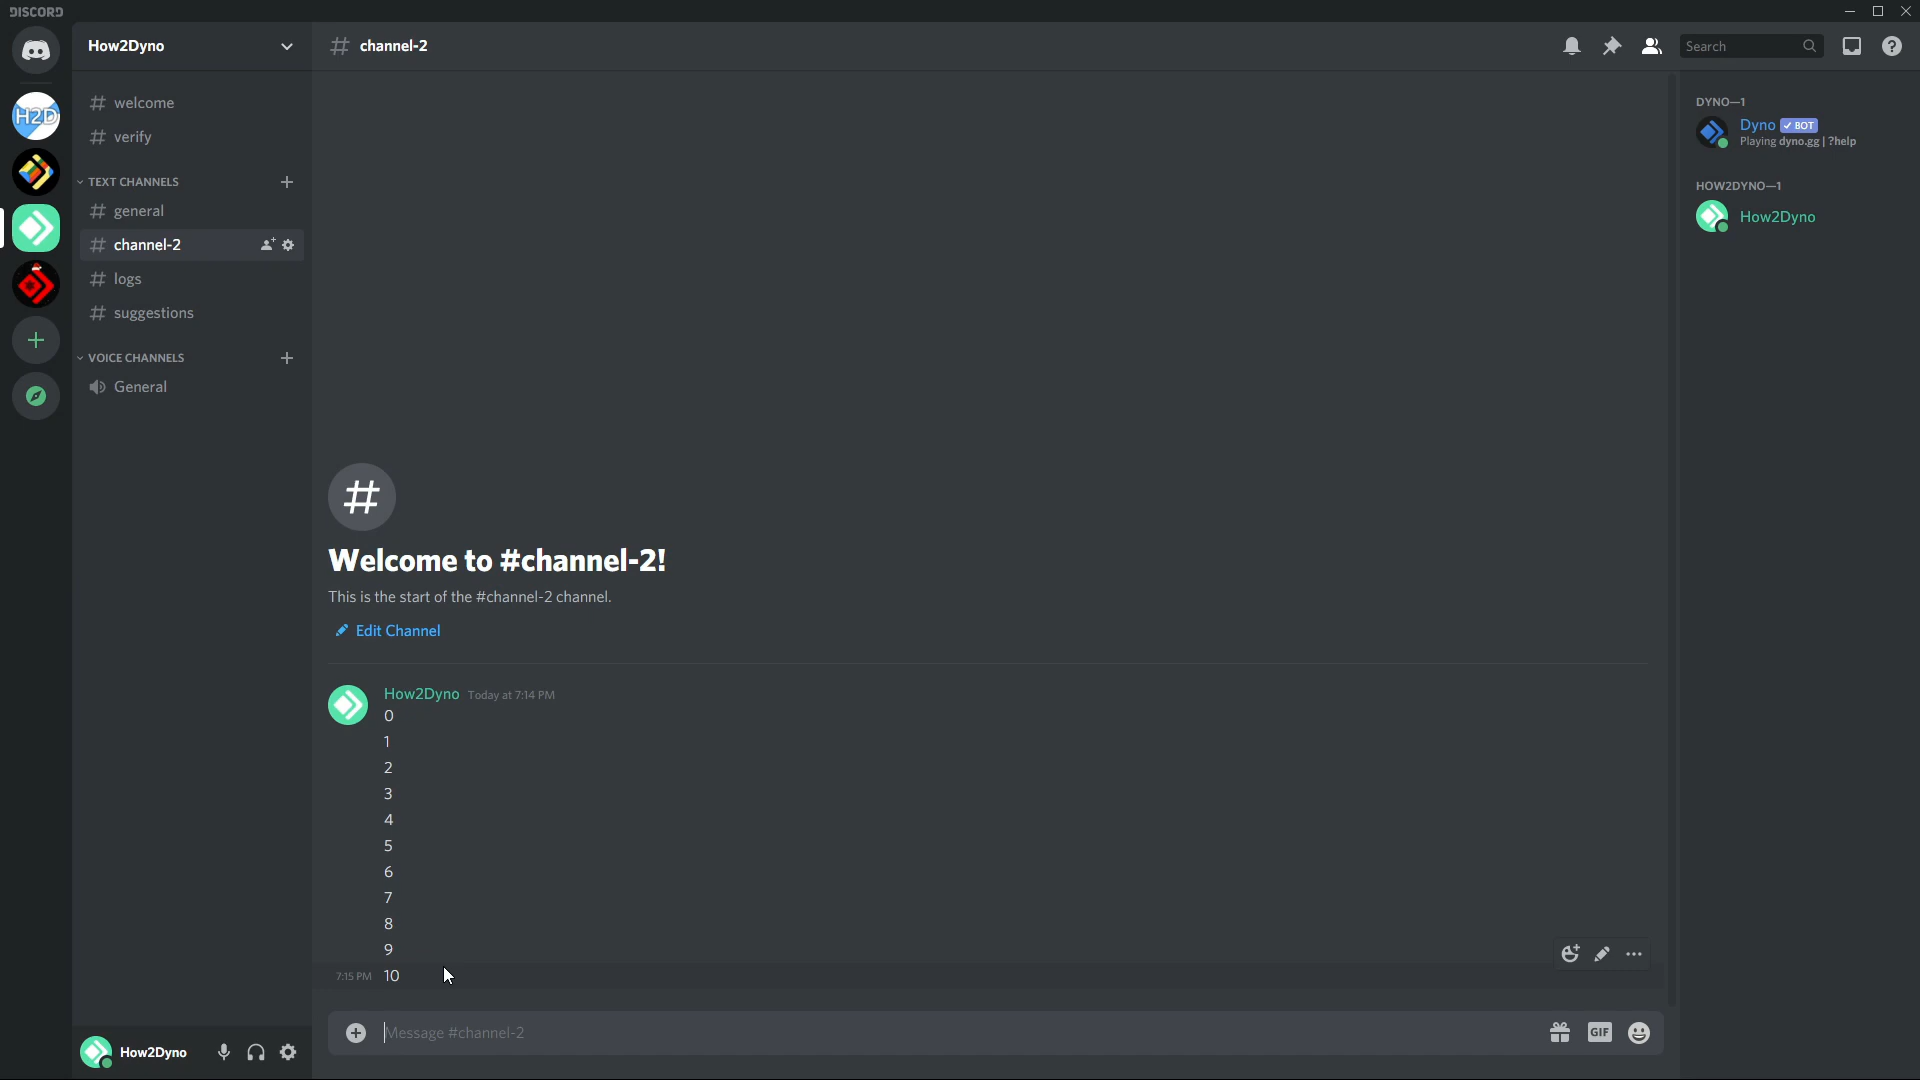 DISCORD
How2Dyno
# channel-2
Search
H2D
# welcome
# verify
TEXT CHANNELS
# general
# channel-2
# logs
# suggestions
VOICE CHANNELS
General
DYNO—1
Dyno ✓ BOT
Playing dyno.gg | ?help
HOW2DYNO—1
How2Dyno
#
Welcome to #channel-2!
This is the start of the #channel-2 channel.
Edit Channel
How2Dyno Today at 7:14 PM
0
1
2
3
4
5
6
7
8
9
7:15 PM 10
Message #channel-2
GIF
How2Dyno